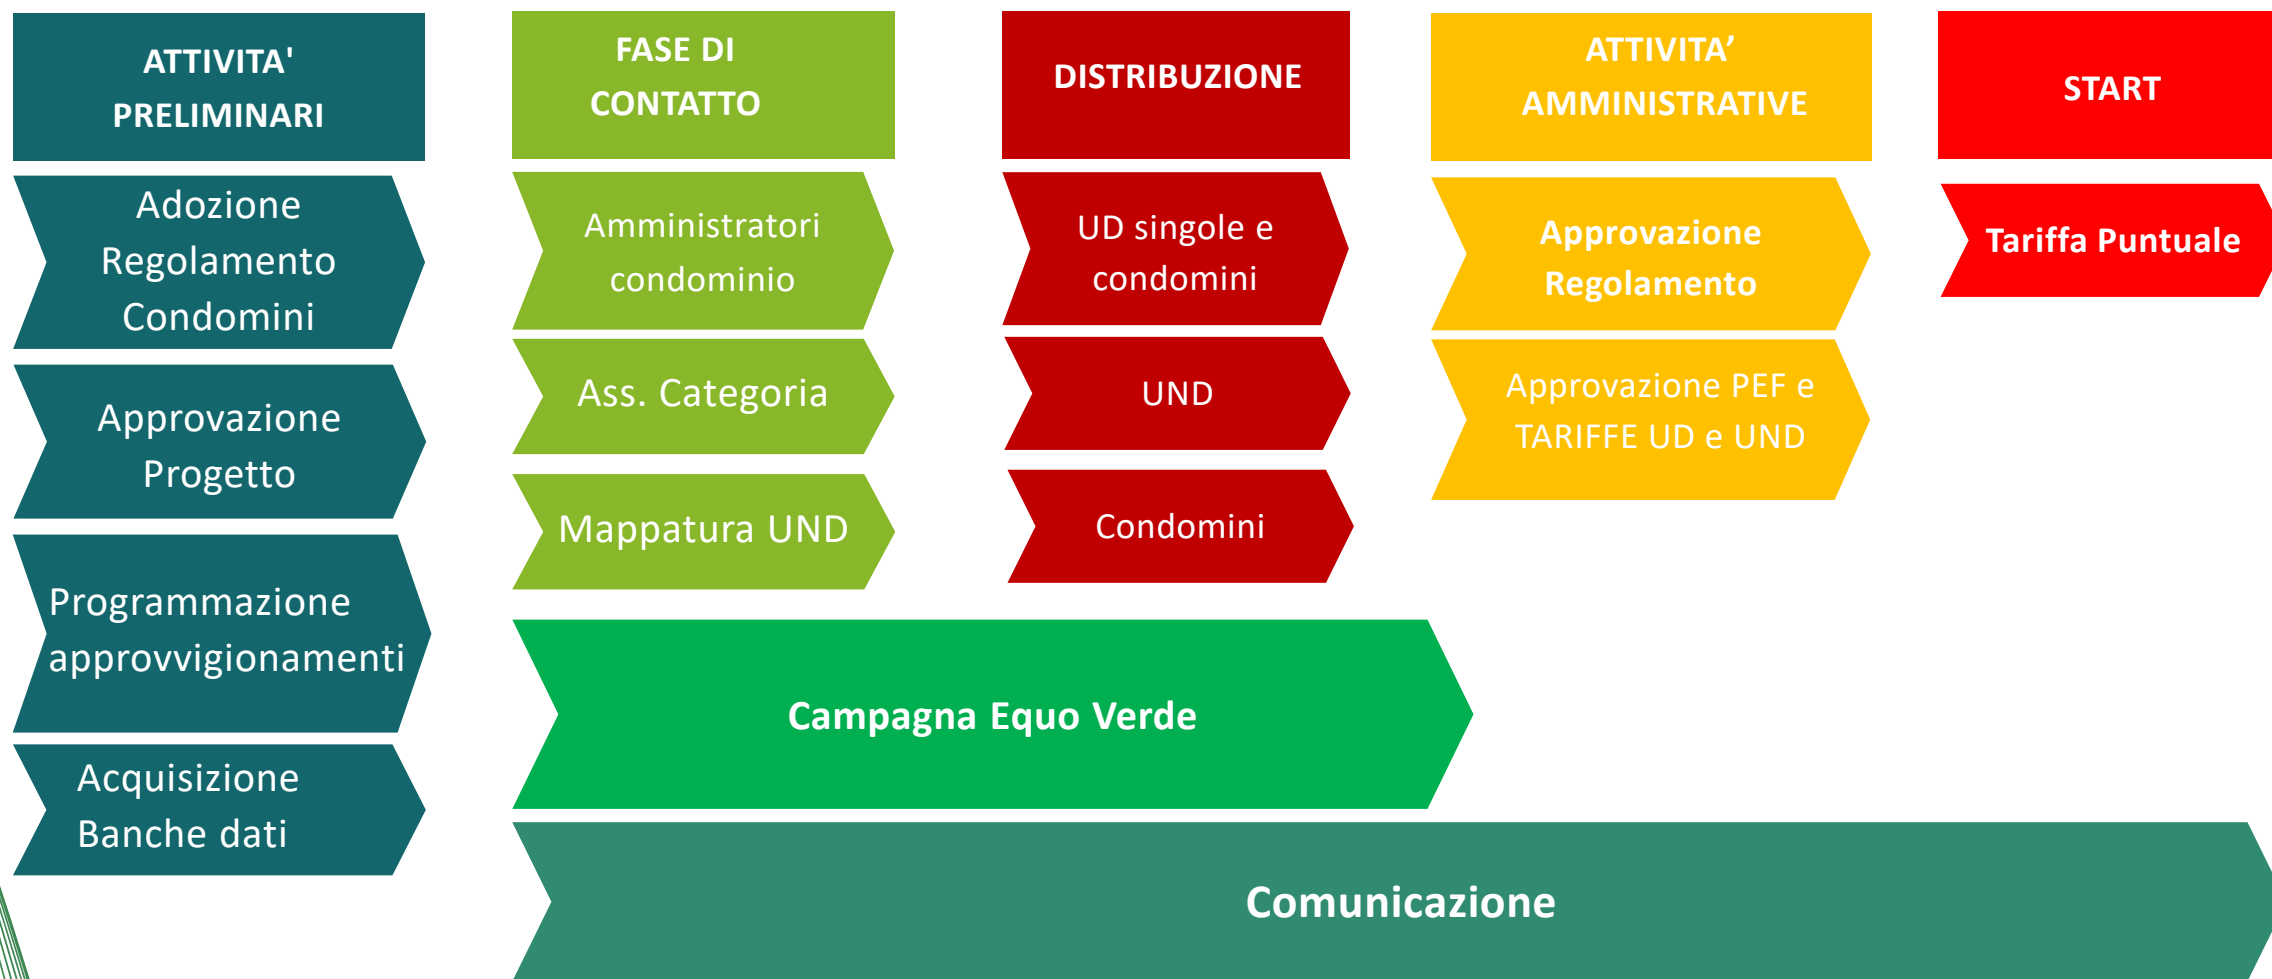 ATTIVITA'
PRELIMINARI
Adozione
Regolamento
Condomini
Approvazione
Progetto
Programmazione
approvvigionamenti
Acquisizione
Banche dati
FASE DI
CONTATTO
Amministratori
condominio
Ass. Categoria
Mappatura UND
DISTRIBUZIONE
UD singole e
condomini
UND
Condomini
ATTIVITA’
AMMINISTRATIVE
Approvazione
Regolamento
Approvazione PEF e
TARIFFE UD e UND
START
Tariffa Puntuale
Campagna Equo Verde
Comunicazione